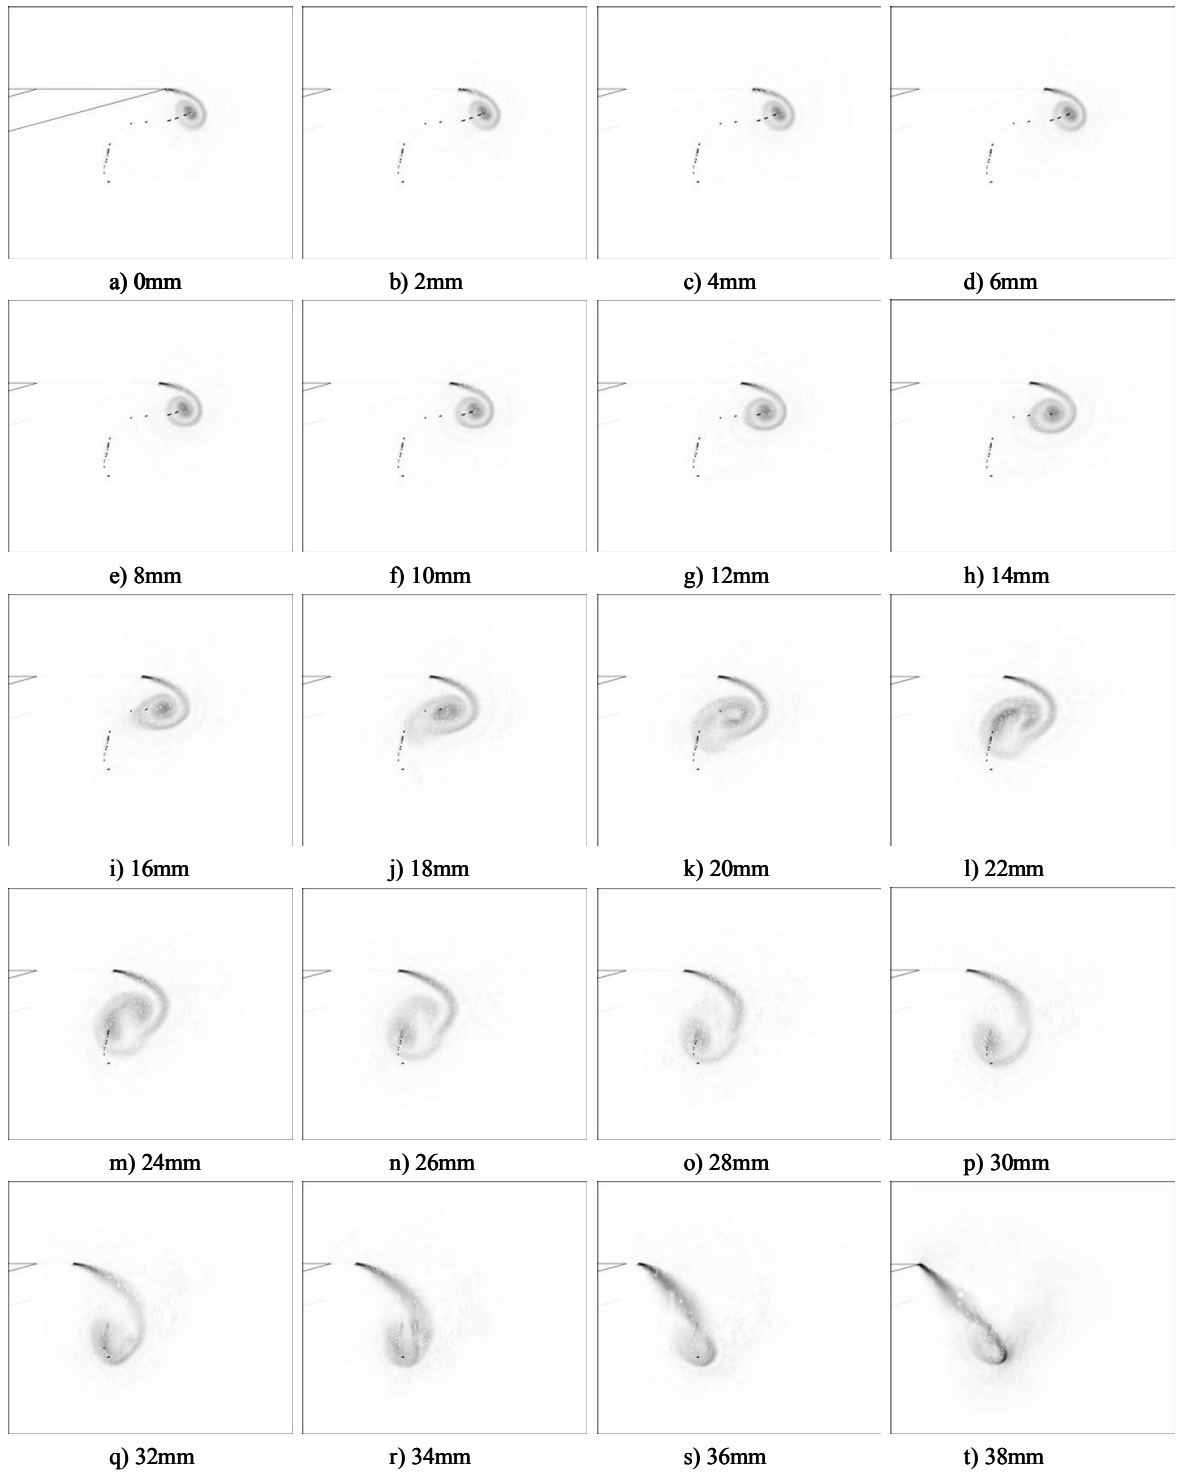 a) 0mm
b) 2mm
c) 4mm
d) 6mm
e) 8mm
f) 10mm
g) 12mm
h) 14mm
i) 16mm
j) 18mm
k) 20mm
l) 22mm
m) 24mm
n) 26mm
o) 28mm
p) 30mm
q) 32mm
r) 34mm
s) 36mm
t) 38mm